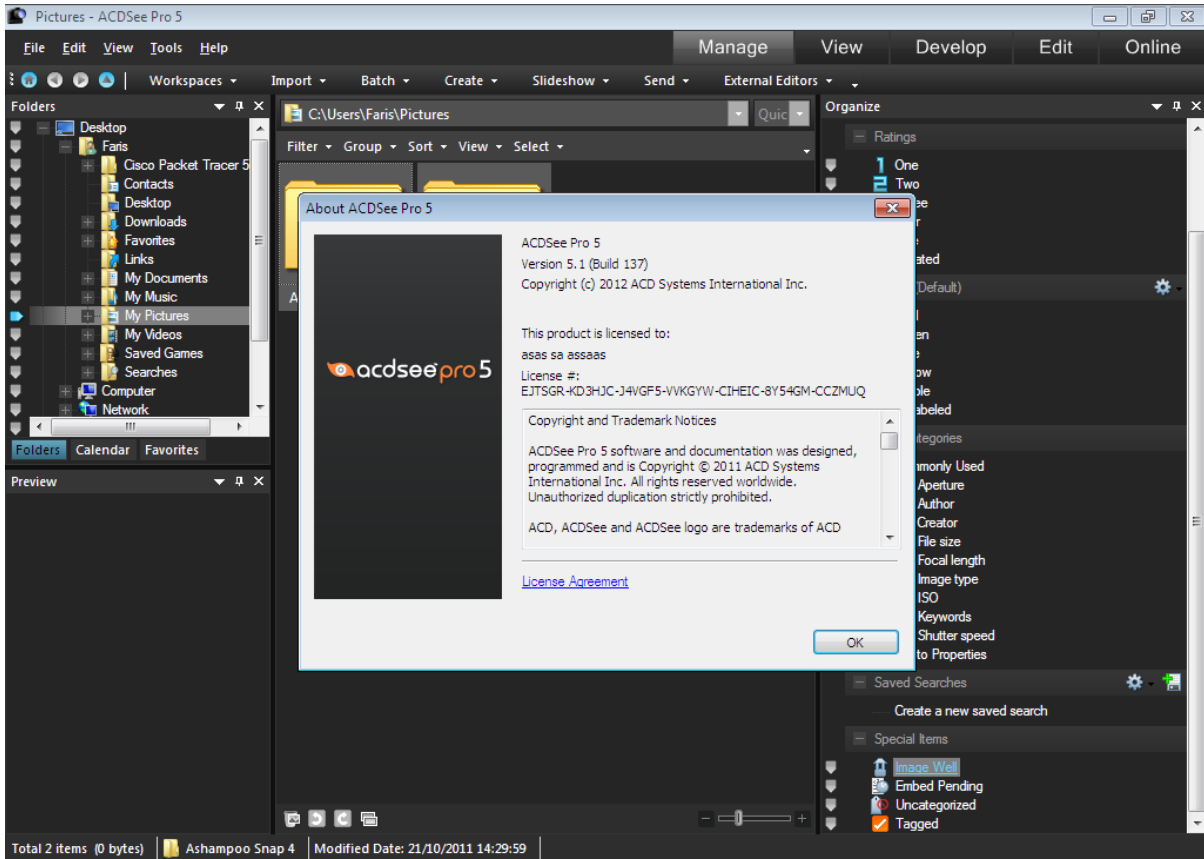 Pictures - ACDSee Pro 5
File Edit View Tools Help
Manage View Develop Edit Online
Workspaces Import Batch Create Slideshow Send External Editors
Folders
Desktop
Faris
Cisco Packet Tracer 5
Contacts
Desktop
Downloads
Favorites
Links
My Documents
My Music
My Pictures
My Videos
Saved Games
Searches
Computer
Network
Folders Calendar Favorites
Preview
C:\Users\Faris\Pictures
Quic
Filter Group Sort View Select
A
About ACDSee Pro 5
acdsee pro 5
ACDSee Pro 5
Version 5.1 (Build 137)
Copyright (c) 2012 ACD Systems International Inc.
This product is licensed to:
asas sa assaas
License #:
EJTSGR-KD3HJC-J4VGF5-VVKGYW-CIHEIC-8Y54GM-CCZMUQ
Copyright and Trademark Notices
ACDSee Pro 5 software and documentation was designed,
programmed and is Copyright © 2011 ACD Systems
International Inc. All rights reserved worldwide.
Unauthorized duplication strictly prohibited.
ACD, ACDSee and ACDSee logo are trademarks of ACD
License Agreement
OK
Organize
Ratings
1 One
2 Two
(Default)
Commonly Used
Aperture
Author
Creator
File size
Focal length
Image type
ISO
Keywords
Shutter speed
to Properties
Saved Searches
Create a new saved search
Special Items
Image Well
Embed Pending
Uncategorized
Tagged
Total 2 items (0 bytes) Ashampoo Snap 4 Modified Date: 21/10/2011 14:29:59